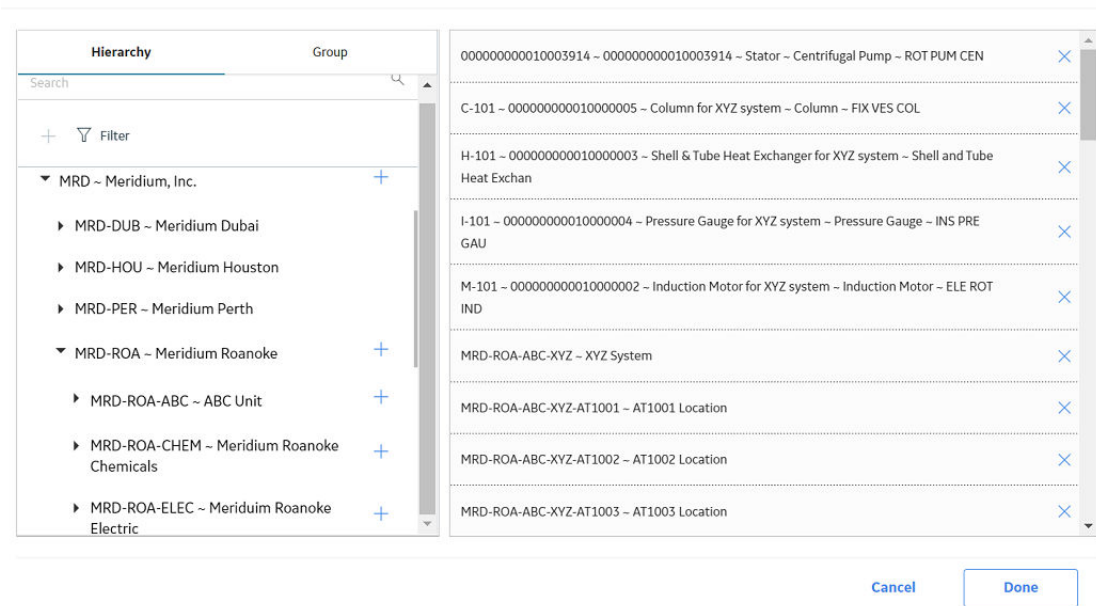 Hierarchy
Group
Search
Filter
MRD ~ Meridium, Inc.
MRD-DUB ~ Meridium Dubai
MRD-HOU ~ Meridium Houston
MRD-PER ~ Meridium Perth
MRD-ROA ~ Meridium Roanoke
MRD-ROA-ABC ~ ABC Unit
MRD-ROA-CHEM ~ Meridium Roanoke
Chemicals
MRD-ROA-ELEC ~ Meriduim Roanoke
Electric
000000000010003914 ~ 000000000010003914 ~ Stator ~ Centrifugal Pump ~ ROT PUM CEN
C-101 ~ 000000000010000005 ~ Column for XYZ system ~ Column ~ FIX VES COL
H-101 ~ 000000000010000003 ~ Shell & Tube Heat Exchanger for XYZ system ~ Shell and Tube
Heat Exchan
I-101 ~ 000000000010000004 ~ Pressure Gauge for XYZ system ~ Pressure Gauge ~ INS PRE
GAU
M-101 ~ 000000000010000002 ~ Induction Motor for XYZ system ~ Induction Motor ~ ELE ROT
IND
MRD-ROA-ABC-XYZ ~ XYZ System
MRD-ROA-ABC-XYZ-AT1001 ~ AT1001 Location
MRD-ROA-ABC-XYZ-AT1002 ~ AT1002 Location
MRD-ROA-ABC-XYZ-AT1003 ~ AT1003 Location
Cancel
Done